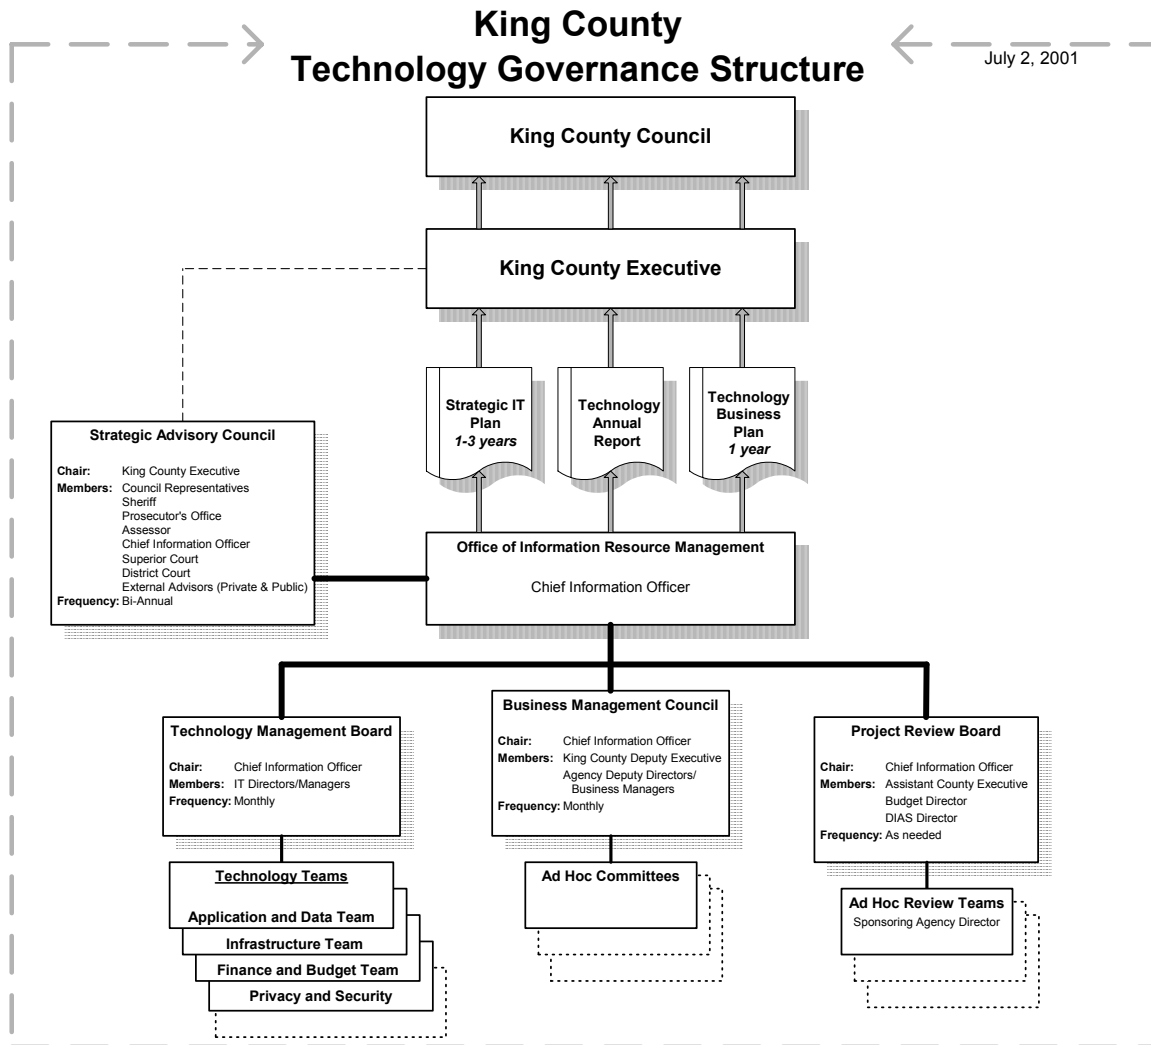 King County
Technology Governance Structure
July 2, 2001
King County Council
King County Executive
Strategic IT
Plan
1-3 years
Technology
Annual
Report
Technology
Business
Plan
1 year
Strategic Advisory Council
Chair: King County Executive
Members: Council Representatives
Sheriff
Prosecutor's Office
Assessor
Chief Information Officer
Superior Court
District Court
External Advisors (Private & Public)
Frequency: Bi-Annual
Office of Information Resource Management
Chief Information Officer
Technology Management Board
Chair: Chief Information Officer
Members: IT Directors/Managers
Frequency: Monthly
Business Management Council
Chair: Chief Information Officer
Members: King County Deputy Executive
Agency Deputy Directors/
Business Managers
Frequency: Monthly
Project Review Board
Chair: Chief Information Officer
Members: Assistant County Executive
Budget Director
DIAS Director
Frequency: As needed
Technology Teams
Application and Data Team
Infrastructure Team
Finance and Budget Team
Privacy and Security
Ad Hoc Committees
Ad Hoc Review Teams
Sponsoring Agency Director